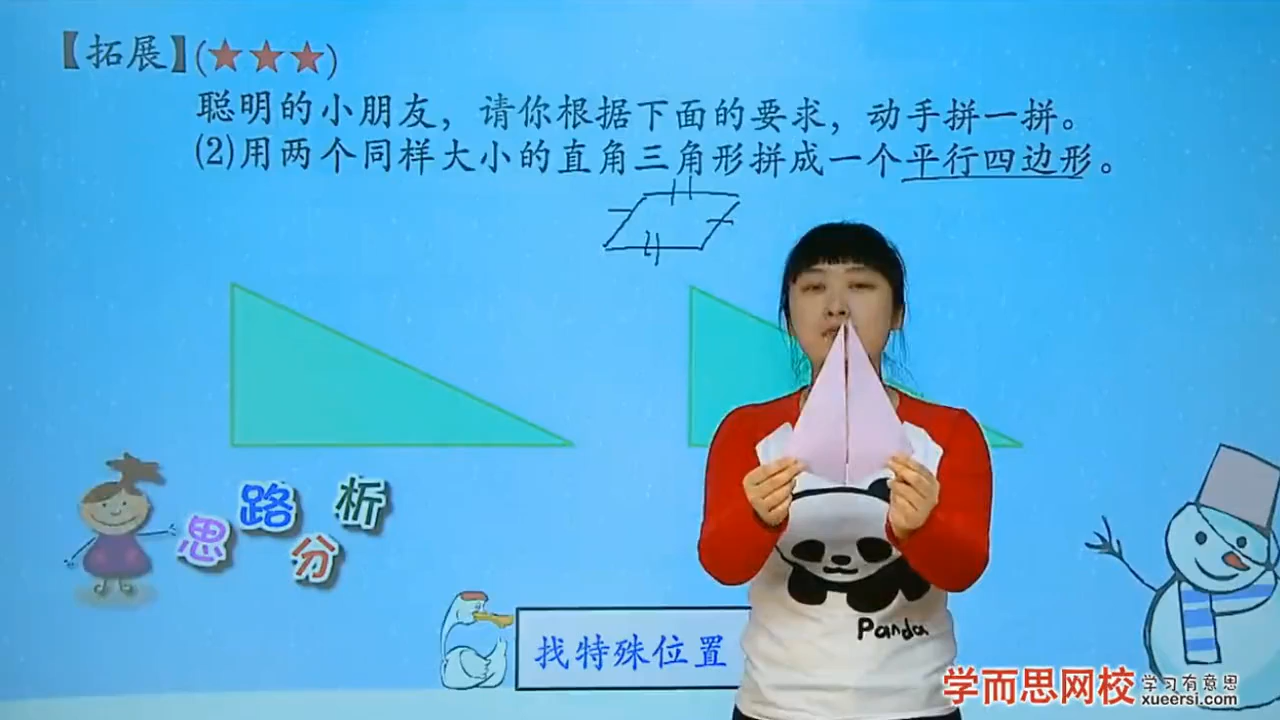 【拓展】(★★★)
聪明的小朋友，请你根据下面的要求，动手拼一拼。
(2)用两个同样大小的直角三角形拼成一个平行四边形。
思路分析
找特殊位置
Panda
学而思网校 学习有意思
xueersi.com